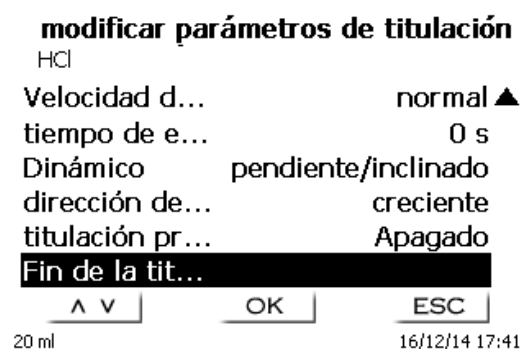 modificar parámetros de titulación
HCl
Velocidad d... normal ▲
tiempo de e... 0 s
Dinámico pendiente/inclinado
dirección de... creciente
titulación pr... Apagado
Fin de la tit...
∧ ∨ OK ESC
20 ml 16/12/14 17:41